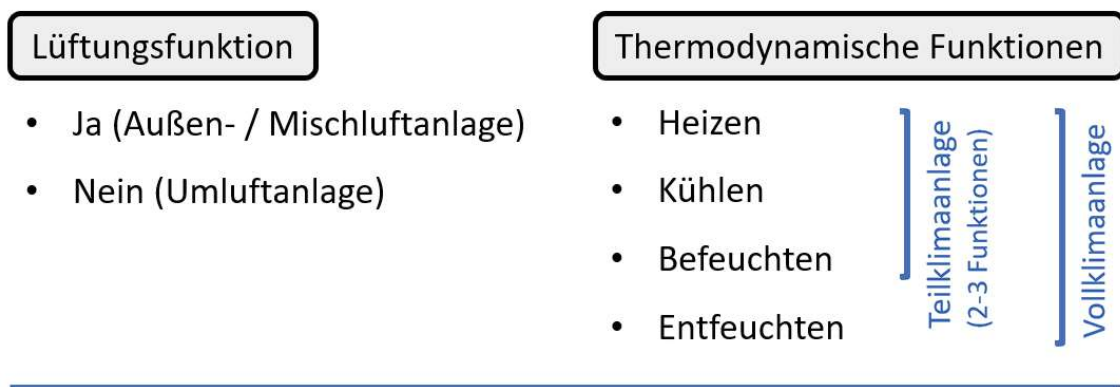 Lüftungsfunktion
• Ja (Außen- / Mischluftanlage)
• Nein (Umluftanlage)
Thermodynamische Funktionen
• Heizen
• Kühlen
• Befeuchten
• Entfeuchten
Teilklimaanlage
(2-3 Funktionen)
Vollklimaanlage